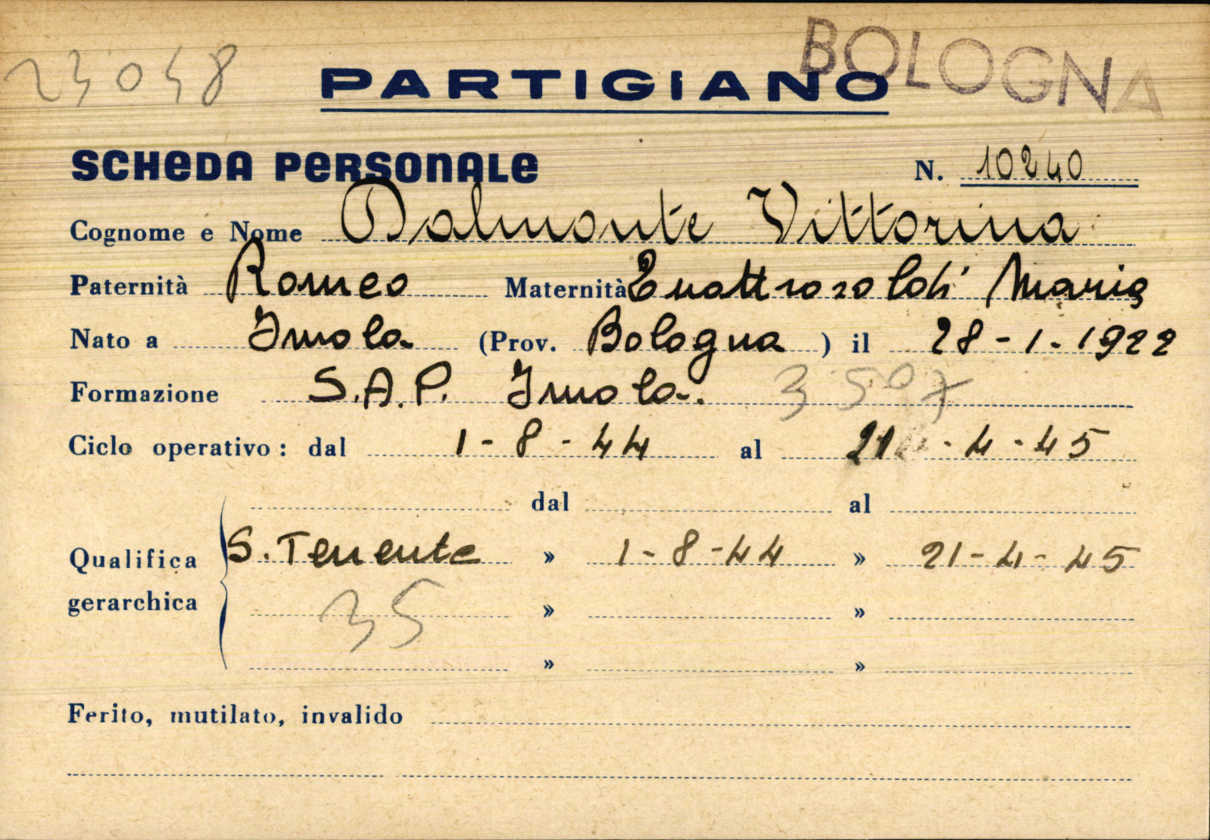 23048
BOLOGNA
PARTIGIANO
SCHEDA PERSONALE N. 10240
Cognome e Nome Dalmonte Vittorina
Paternità Romeo Maternità Quattrosoldi Maria
Nato a Imola (Prov. Bologna ) il 28-1-1922
Formazione S.A.P. Imola. 3597
Ciclo operativo: dal 1-8-44 al 21-4-45
dal al
Qualifica gerarchica S. Tenente » 1-8-44 » 21-4-45
35 » »
» »
Ferito, mutilato, invalido